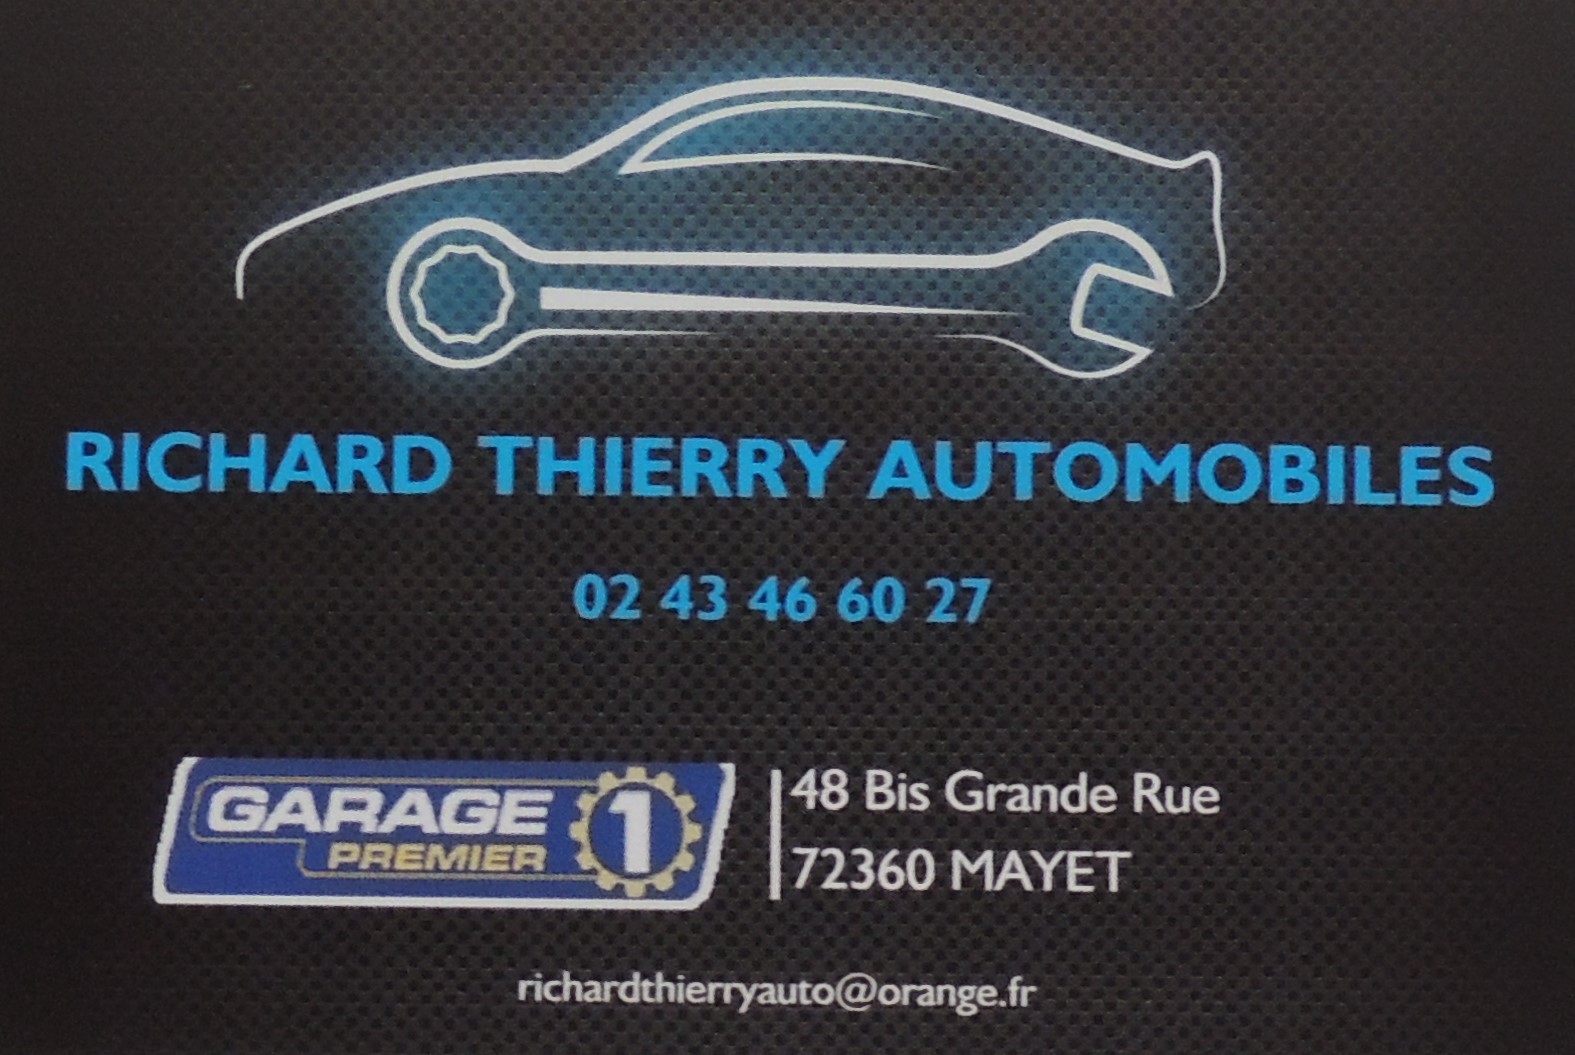 RICHARD THIERRY AUTOMOBILES
02 43 46 60 27
GARAGE 1
PREMIER
48 Bis Grande Rue
72360 MAYET
richardthierryauto@orange.fr